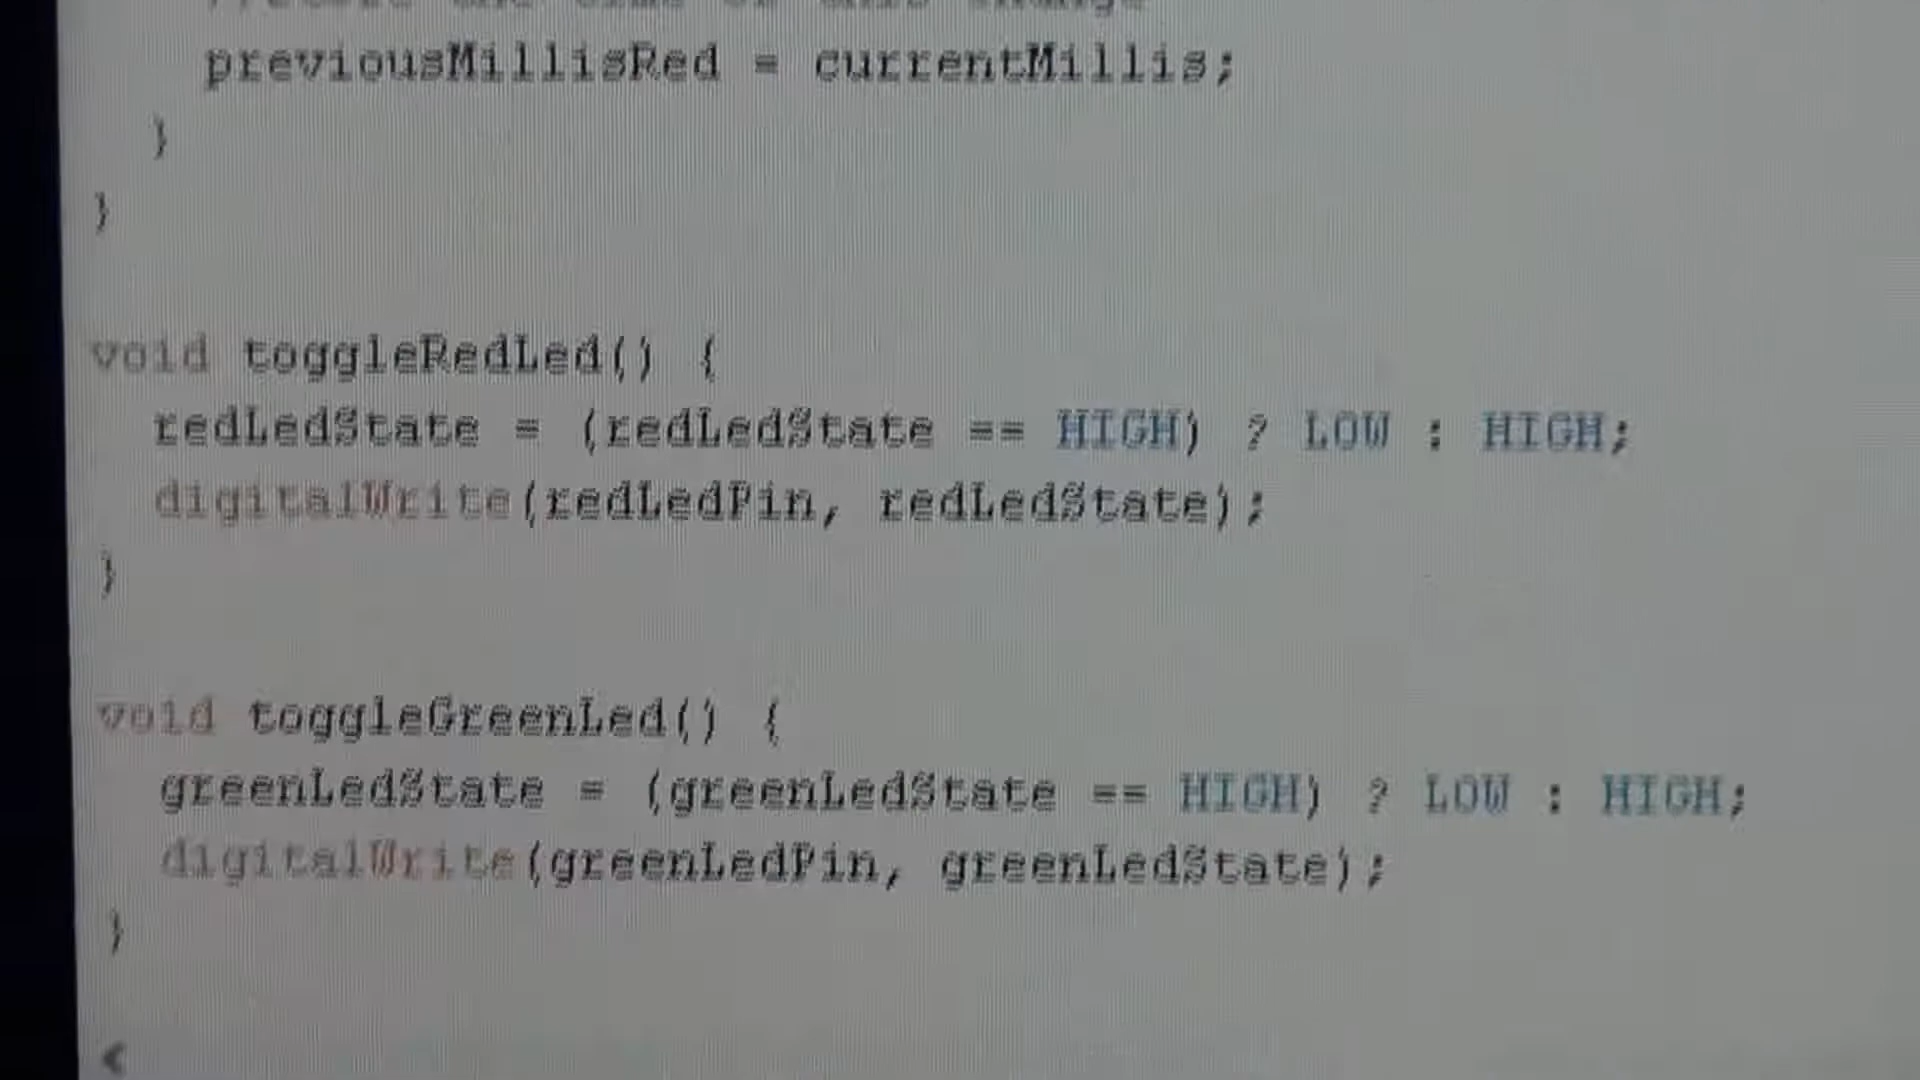 previousMillisRed = currentMillis;
}
}
void toggleRedLed() {
redLedState = (redLedState == HIGH) ? LOW : HIGH;
digitalWrite(redLedPin, redLedState);
}
void toggleGreenLed() {
greenLedState = (greenLedState == HIGH) ? LOW : HIGH;
digitalWrite(greenLedPin, greenLedState);
}